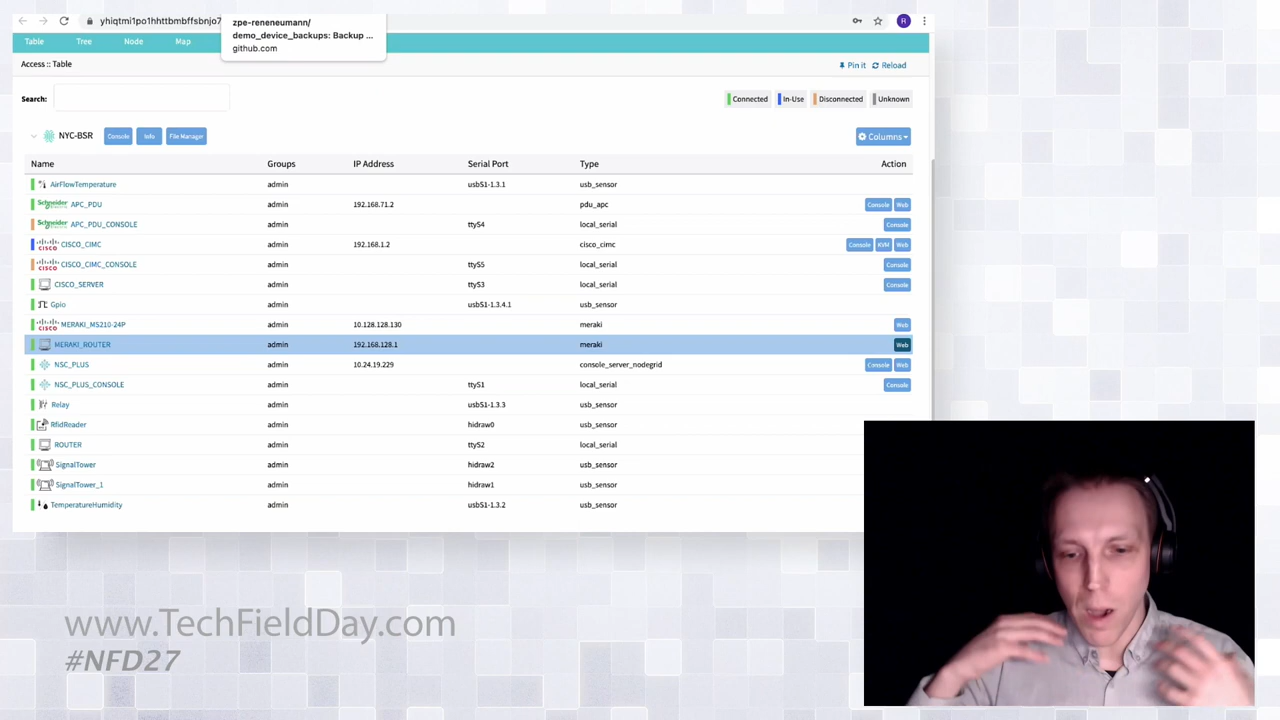 yhiqtmi1po1hhttbmbffsbnjo7
zpe-reneneumann/
demo_device_backups: Backup ...
github.com
R
Table Tree Node Map
Access :: Table
Pin it Reload
Search:
Connected In-Use Disconnected Unknown
NYC-BSR Console Info File Manager
Columns
Name Groups IP Address Serial Port Type Action
AirFlowTemperature admin usbS1-1.3.1 usb_sensor
Schneider Electric APC_PDU admin 192.168.71.2 pdu_apc Console Web
Schneider Electric APC_PDU_CONSOLE admin ttyS4 local_serial Console
CISCO CISCO_CIMC admin 192.168.1.2 cisco_cimc Console KVM Web
CISCO CISCO_CIMC_CONSOLE admin ttyS5 local_serial Console
CISCO_SERVER admin ttyS3 local_serial Console
Gpio admin usbS1-1.3.4.1 usb_sensor
CISCO MERAKI_MS210-24P admin 10.128.128.130 meraki Web
MERAKI_ROUTER admin 192.168.128.1 meraki Web
NSC_PLUS admin 10.24.19.229 console_server_nodegrid Console Web
NSC_PLUS_CONSOLE admin ttyS1 local_serial Console
Relay admin usbS1-1.3.3 usb_sensor
RfidReader admin hidraw0 usb_sensor
ROUTER admin ttyS2 local_serial
SignalTower admin hidraw2 usb_sensor
SignalTower_1 admin hidraw1 usb_sensor
TemperatureHumidity admin usbS1-1.3.2 usb_sensor
www.TechFieldDay.com
#NFD27